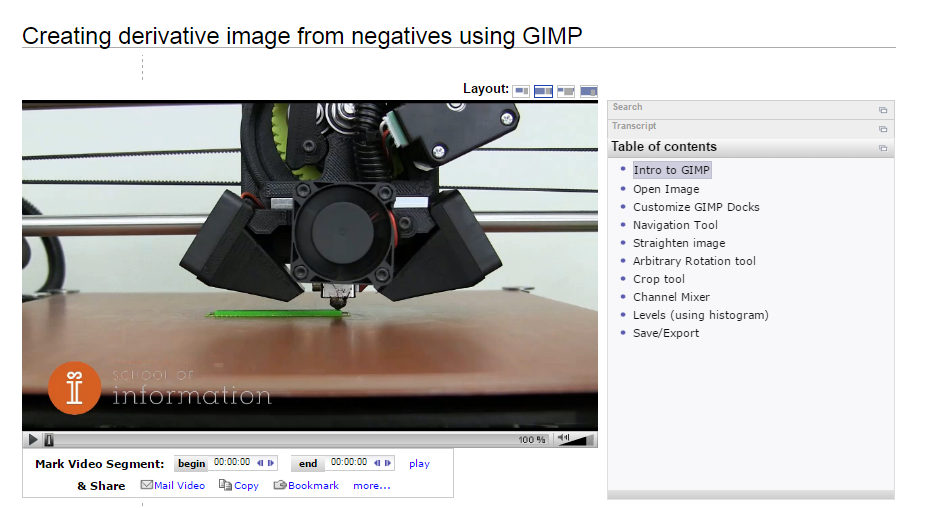 Creating derivative image from negatives using GIMP
Layout:
SCHOOL OF
information
100 %
Mark Video Segment: begin 00:00:00 end 00:00:00 play
& Share Mail Video Copy Bookmark more...
Search
Transcript
Table of contents
Intro to GIMP
Open Image
Customize GIMP Docks
Navigation Tool
Straighten image
Arbitrary Rotation tool
Crop tool
Channel Mixer
Levels (using histogram)
Save/Export